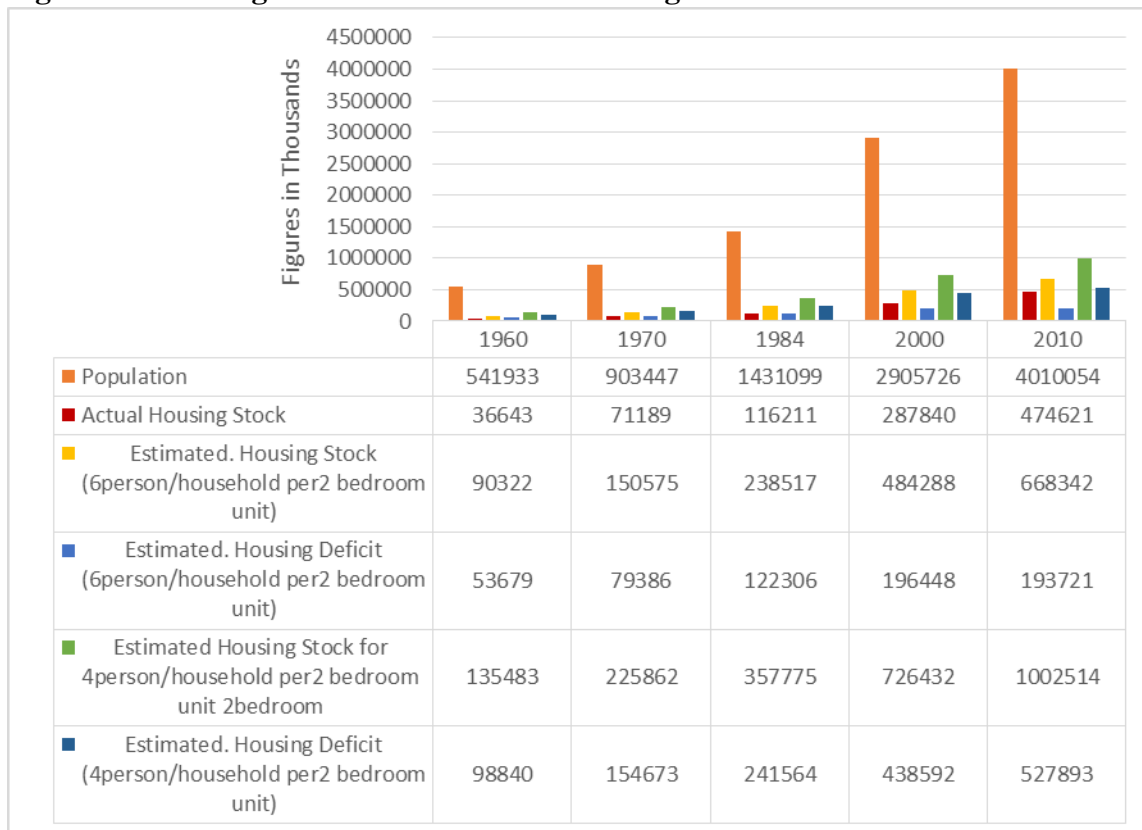 4500000
4000000
3500000
3000000
2500000
2000000
1500000
1000000
500000
0
Figures in Thousands
1960 1970 1984 2000 2010
Population 541933 903447 1431099 2905726 4010054
Actual Housing Stock 36643 71189 116211 287840 474621
Estimated. Housing Stock
(6person/household per2 bedroom
unit)
90322 150575 238517 484288 668342
Estimated. Housing Deficit
(6person/household per2 bedroom
unit)
53679 79386 122306 196448 193721
Estimated Housing Stock for
4person/household per2 bedroom
unit 2bedroom
135483 225862 357775 726432 1002514
Estimated. Housing Deficit
(4person/household per2 bedroom
unit)
98840 154673 241564 438592 527893